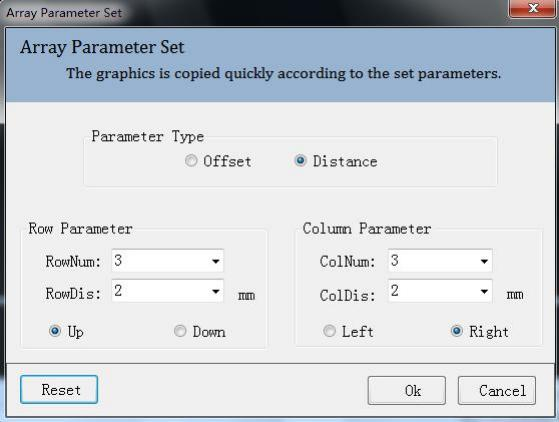 Array Parameter Set
Array Parameter Set
The graphics is copied quickly according to the set parameters.
Parameter Type
Offset Distance
Row Parameter Column Parameter
RowNum: 3 ColNum: 3
RowDis: 2 mm ColDis: 2 mm
Up Down Left Right
Reset Ok Cancel